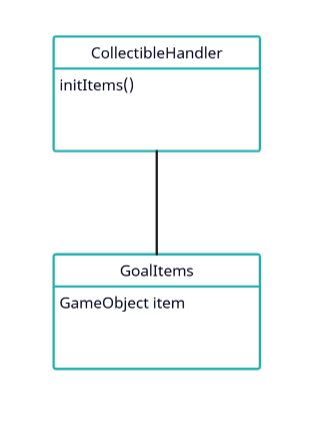 CollectibleHandler
initItems()
GoalItems
GameObject item